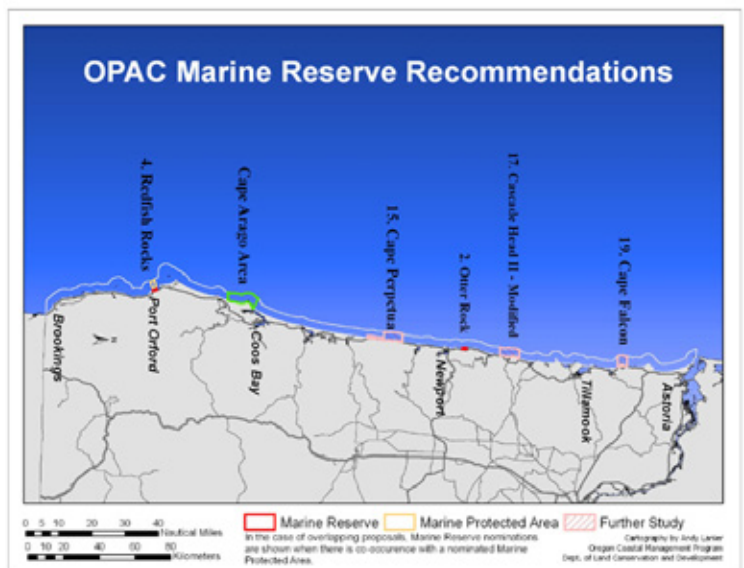 OPAC Marine Reserve Recommendations
4. Redfish Rocks
Cape Arago Area
15. Cape Perpetua
2. Otter Rock
17. Cascade Head II - Modified
19. Cape Falcon
Brookings
Port Orford
Coos Bay
Newport
Tillamook
Astoria
0 5 10 20 30 40
Nautical Miles
0 10 20 40 60 80
Kilometers
Marine Reserve
Marine Protected Area
Further Study
In the case of overlapping proposals, Marine Reserve nominations
are shown when there is co-occurence with a nominated Marine
Protected Area.
Cartography by Andy Lanier
Oregon Coastal Management Program
Dept. of Land Conservation and Development